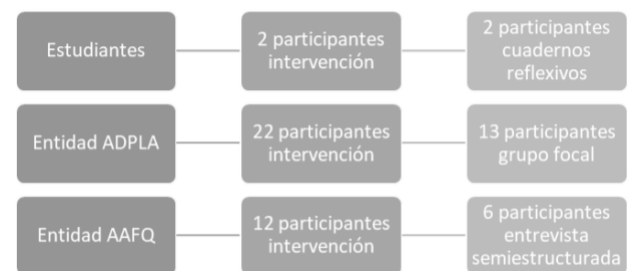 Estudiantes
2 participantes
intervención
2 participantes
cuadernos
reflexivos
Entidad ADPLA
22 participantes
intervención
13 participantes
grupo focal
Entidad AAFQ
12 participantes
intervención
6 participantes
entrevista
semiestructurada